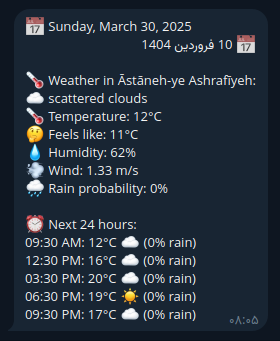 📅 Sunday, March 30, 2025
📅 10 فروردین 1404
🌡️ Weather in Āstāneh-ye Ashrafīyeh:
☁️ scattered clouds
🌡️ Temperature: 12°C
🤔 Feels like: 11°C
💧 Humidity: 62%
💨 Wind: 1.33 m/s
🌧️ Rain probability: 0%
⏰ Next 24 hours:
09:30 AM: 12°C ☁️ (0% rain)
12:30 PM: 16°C ☁️ (0% rain)
03:30 PM: 20°C ☁️ (0% rain)
06:30 PM: 19°C ☀️ (0% rain)
09:30 PM: 17°C ☁️ (0% rain)
۰۸:۰۵